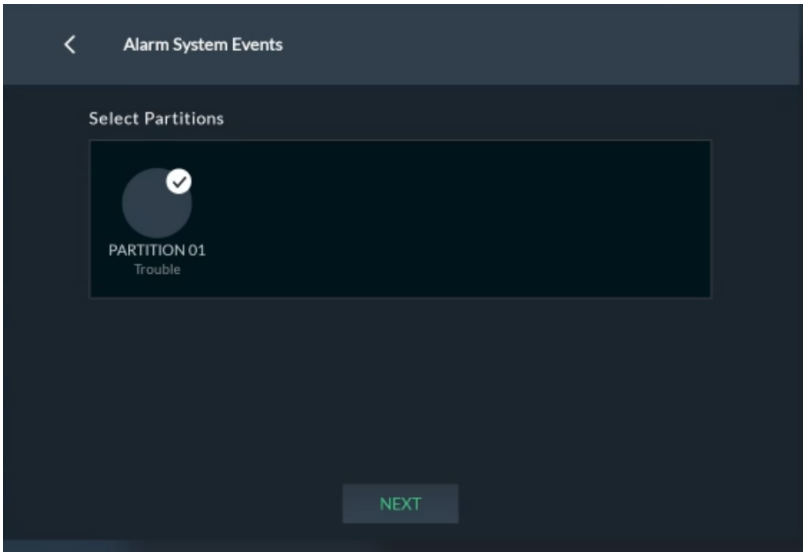 Alarm System Events
Select Partitions
PARTITION 01
Trouble
NEXT